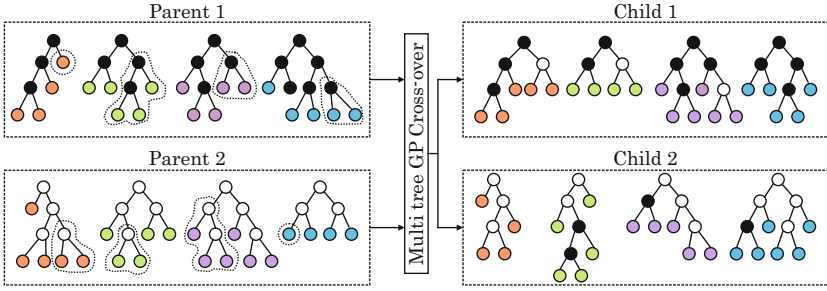 Parent 1
Child 1
Multi tree GP Cross-over
Parent 2
Child 2